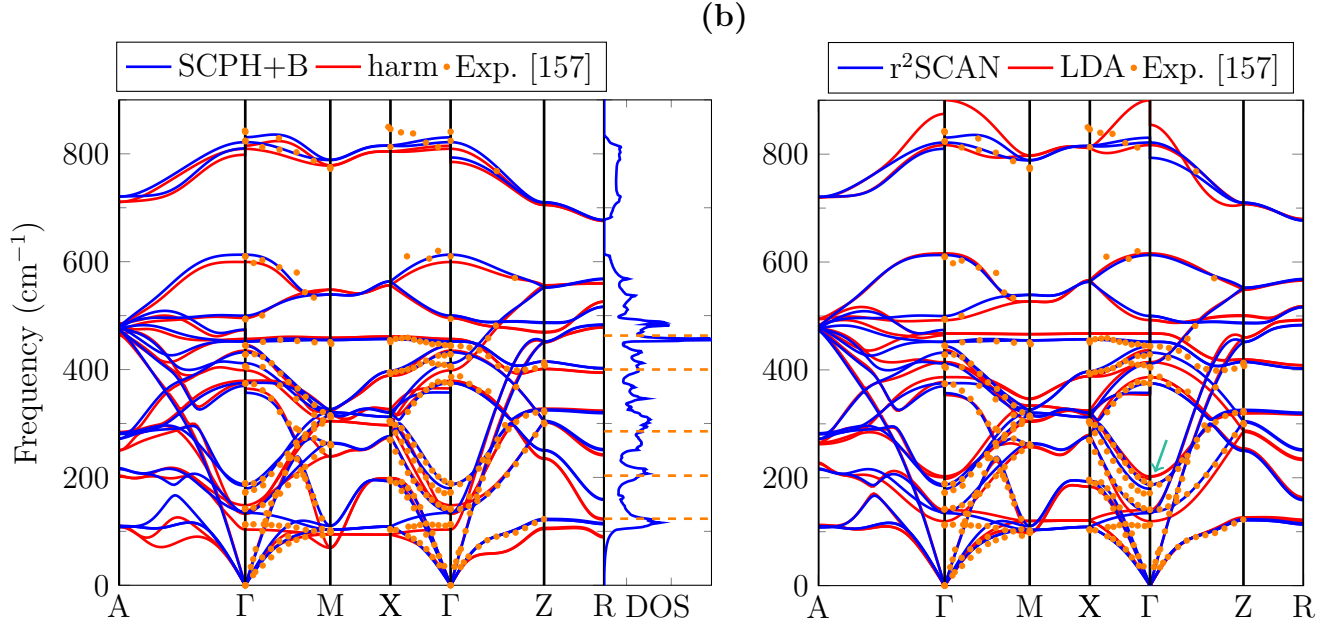 (b)
SCPH+B harm Exp. [157]
r²SCAN LDA Exp. [157]
Frequency (cm⁻¹)
800
600
400
200
0
A Γ M X Γ Z R DOS
800
600
400
200
0
A Γ M X Γ Z R